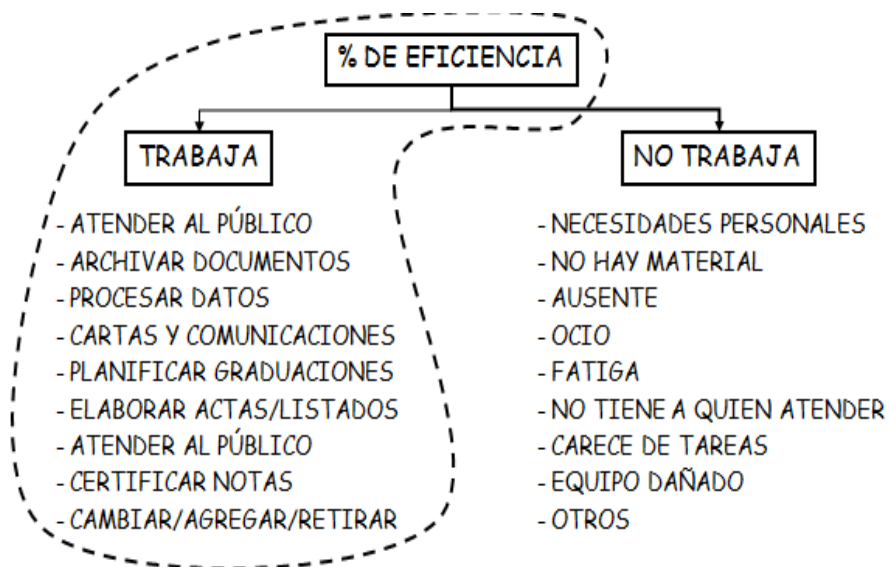 % DE EFICIENCIA
TRABAJA
- ATENDER AL PÚBLICO
- ARCHIVAR DOCUMENTOS
- PROCESAR DATOS
- CARTAS Y COMUNICACIONES
- PLANIFICAR GRADUACIONES
- ELABORAR ACTAS/LISTADOS
- ATENDER AL PÚBLICO
- CERTIFICAR NOTAS
- CAMBIAR/AGREGAR/RETIRAR
NO TRABAJA
- NECESIDADES PERSONALES
- NO HAY MATERIAL
- AUSENTE
- OCIO
- FATIGA
- NO TIENE A QUIEN ATENDER
- CARECE DE TAREAS
- EQUIPO DAÑADO
- OTROS